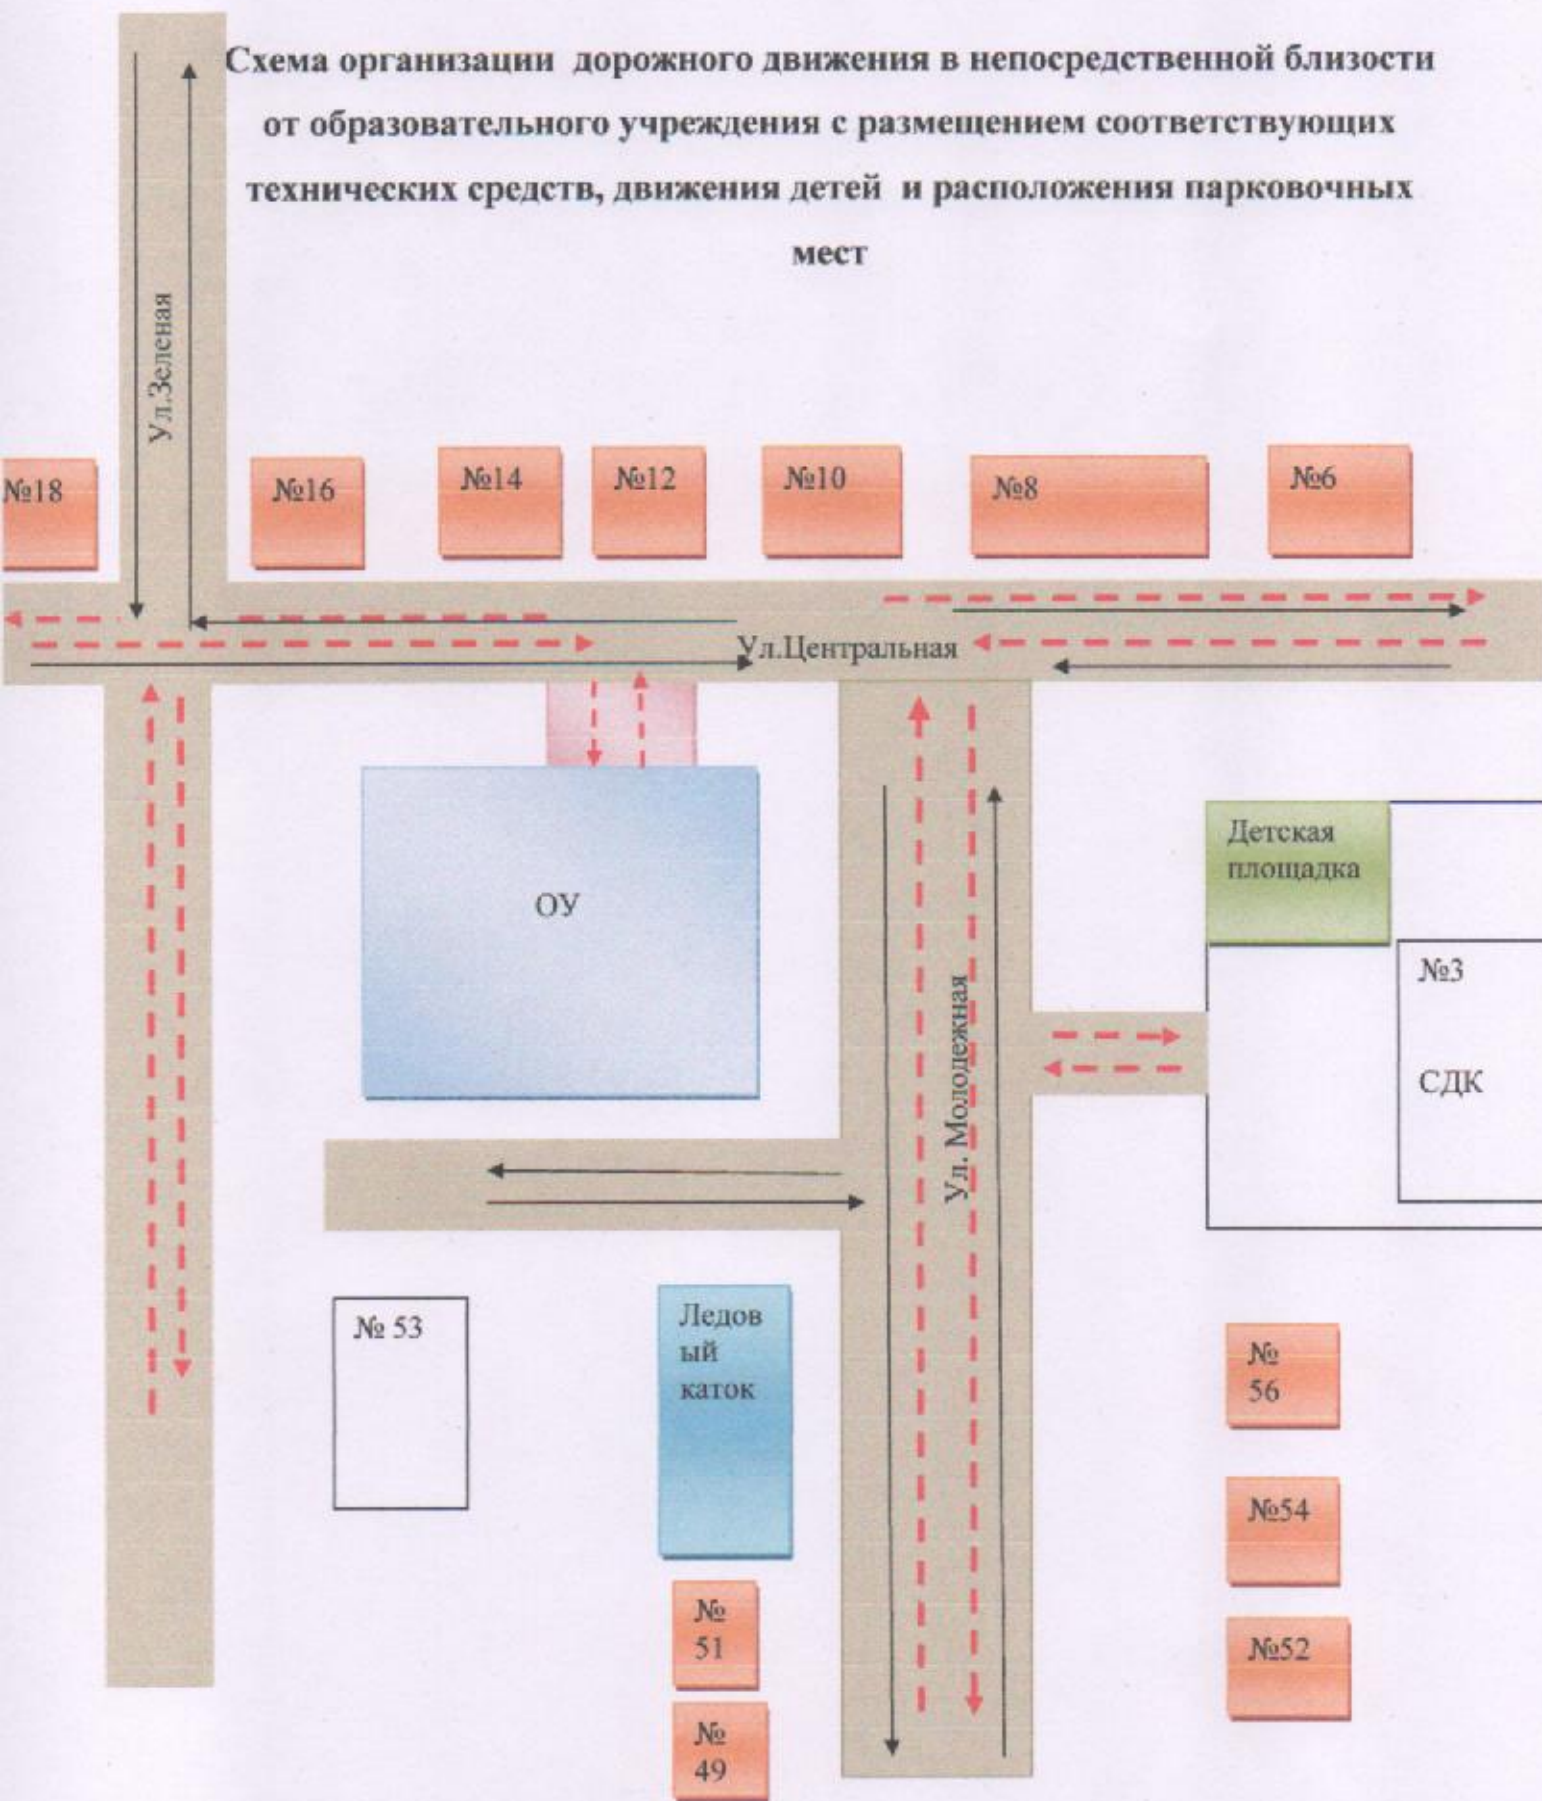 Схема организации дорожного движения в непосредственной близости
от образовательного учреждения с размещением соответствующих
технических средств, движения детей и расположения парковочных
мест
Ул.Зеленая
№18
№16
№14
№12
№10
№8
№6
Ул.Центральная
ОУ
Детская
площадка
№3
СДК
Ул. Молодежная
№ 53
Ледов
ый
каток
№
56
№54
№52
№
51
№
49